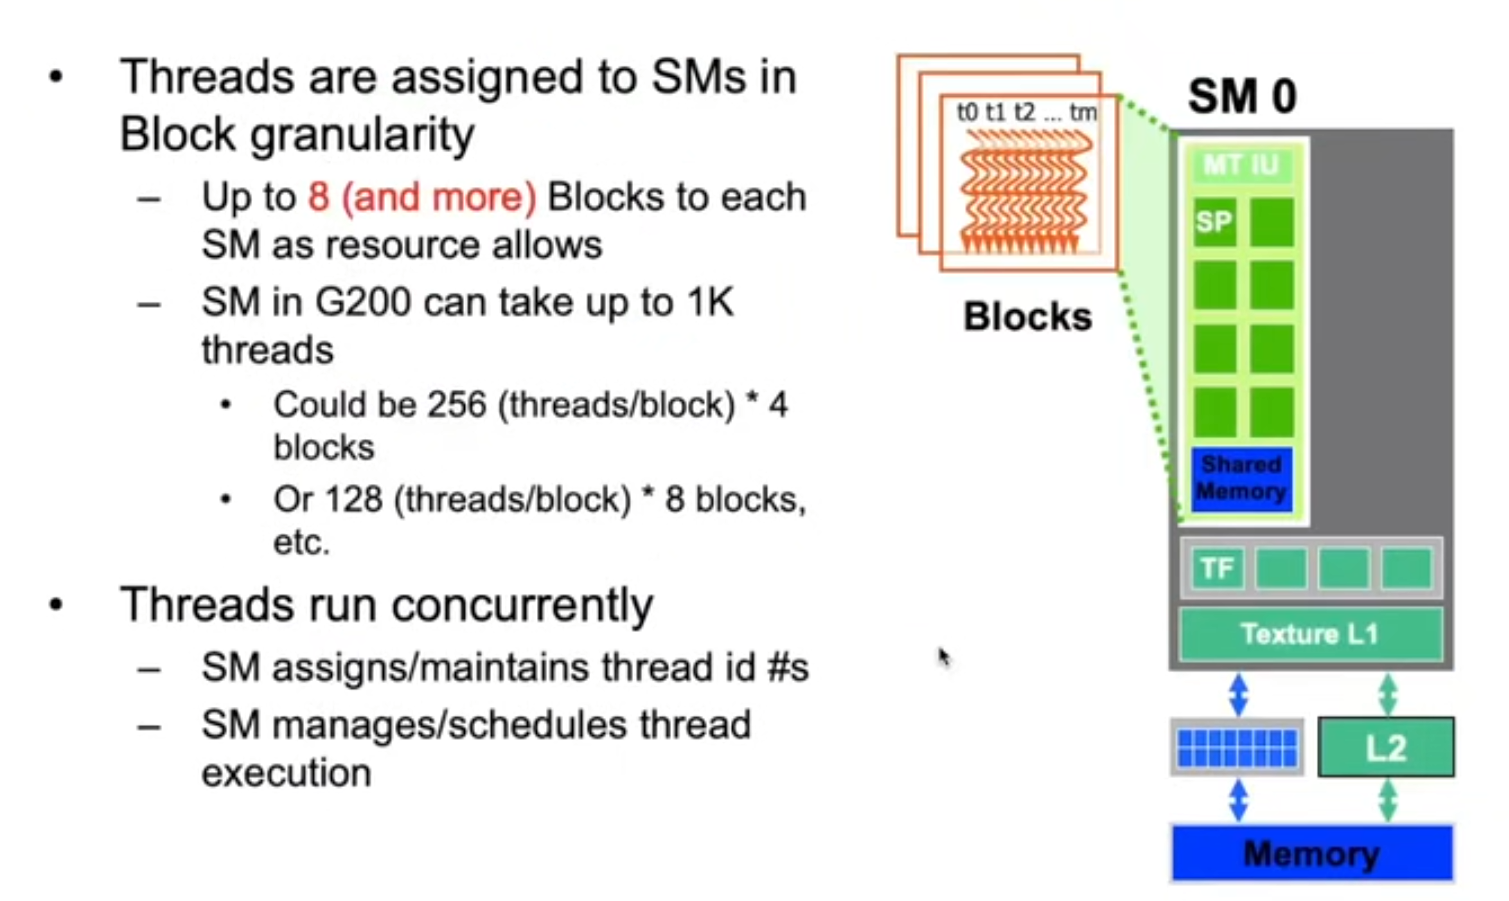 • Threads are assigned to SMs in
Block granularity
– Up to 8 (and more) Blocks to each
SM as resource allows
– SM in G200 can take up to 1K
threads
• Could be 256 (threads/block) * 4
blocks
• Or 128 (threads/block) * 8 blocks,
etc.
• Threads run concurrently
– SM assigns/maintains thread id #s
– SM manages/schedules thread
execution
t0 t1 t2 ... tm
Blocks
SM 0
MT IU
SP
Shared
Memory
TF
Texture L1
L2
Memory